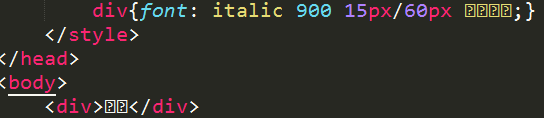 div{font: italic 900 15px/60px ;}
</style>
</head>
<body>
<div></div>